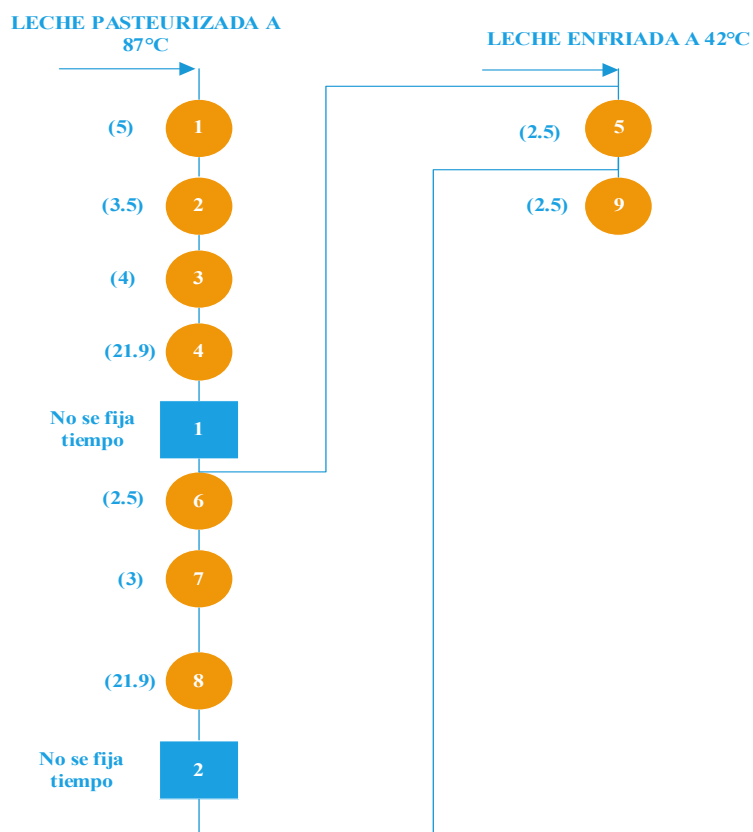 LECHE PASTEURIZADA A
87°C
LECHE ENFRIADA A 42°C
(5) 1
(2.5) 5
(3.5) 2
(2.5) 9
(4) 3
(21.9) 4
No se fija
tiempo
1
(2.5) 6
(3) 7
(21.9) 8
No se fija
tiempo
2